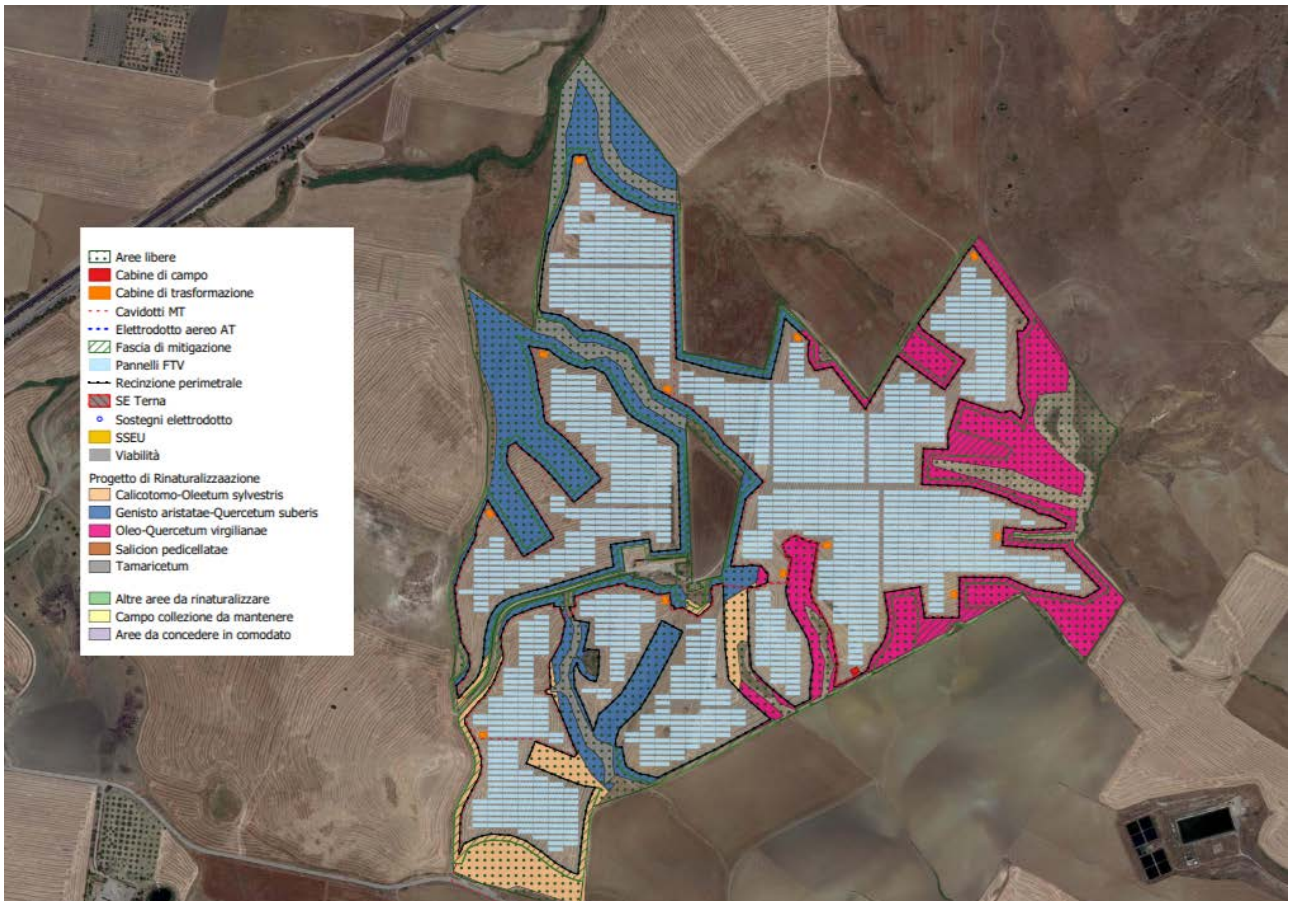 Aree libere
Cabine di campo
Cabine di trasformazione
Cavidotti MT
Elettrodotto aereo AT
Fascia di mitigazione
Pannelli FTV
Recinzione perimetrale
SE Terna
Sostegni elettrodotto
SSEU
Viabilità
Progetto di Rinaturalizzaazione
Calicotomo-Oleetum sylvestris
Genisto aristatae-Quercetum suberis
Oleo-Quercetum virgilianae
Salicion pedicellatae
Tamaricetum
Altre aree da rinaturalizzare
Campo collezione da mantenere
Aree da concedere in comodato